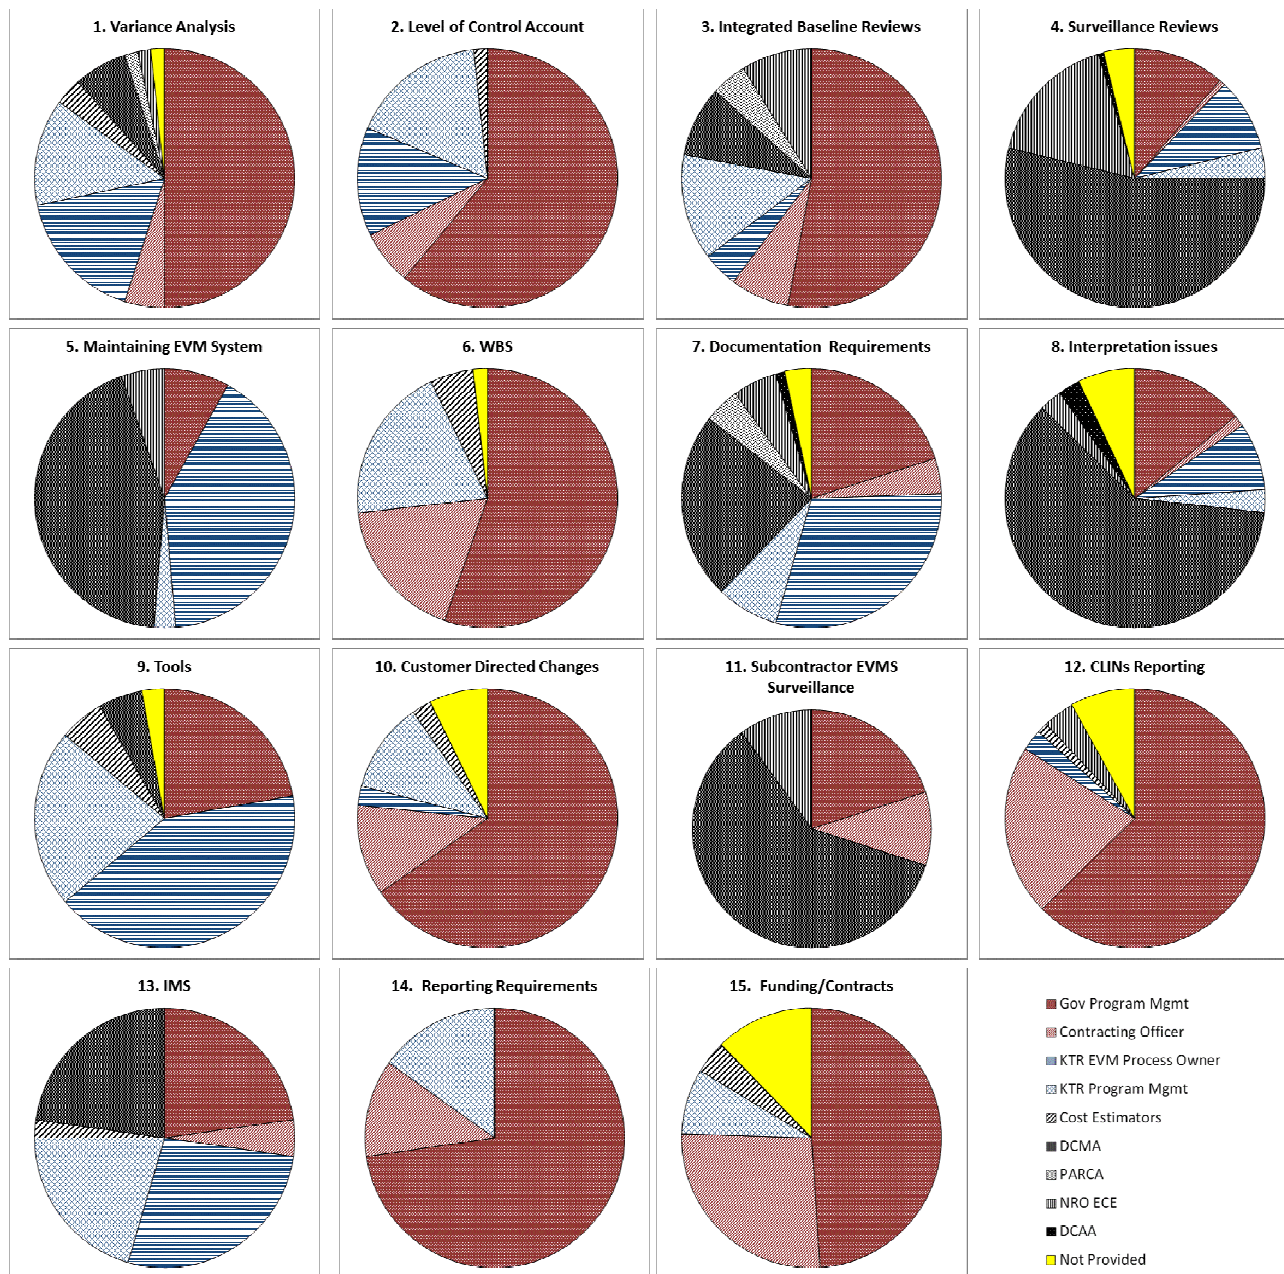 1. Variance Analysis
2. Level of Control Account
3. Integrated Baseline Reviews
4. Surveillance Reviews
5. Maintaining EVM System
6. WBS
7. Documentation Requirements
8. Interpretation issues
9. Tools
10. Customer Directed Changes
11. Subcontractor EVMS
Surveillance
12. CLINs Reporting
13. IMS
14. Reporting Requirements
15. Funding/Contracts
Gov Program Mgmt
Contracting Officer
KTR EVM Process Owner
KTR Program Mgmt
Cost Estimators
DCMA
PARCA
NRO ECE
DCAA
Not Provided